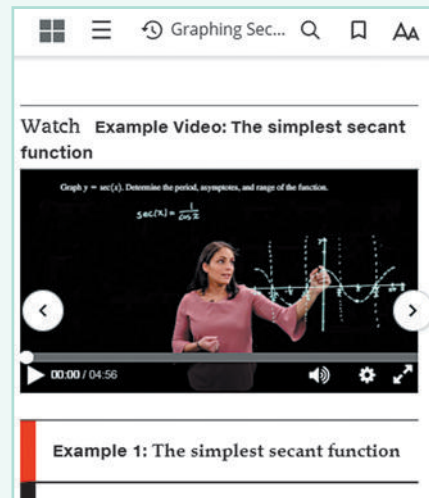 Graphing Sec... AA
Watch Example Video: The simplest secant
function
Graph y = sec(x). Determine the period, asymptotes, and range of the function.
sec(x) = 1/cos x
00:00 / 04:56
Example 1: The simplest secant function